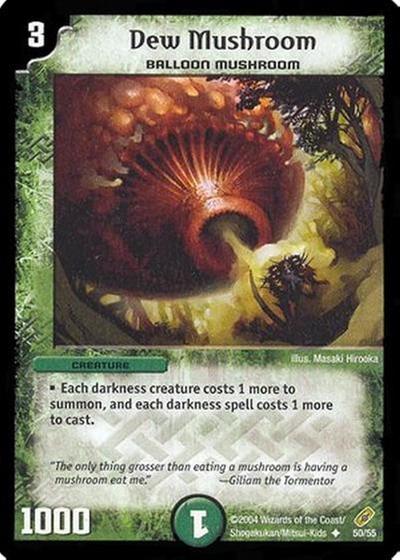 3 Dew Mushroom
BALLOON MUSHROOM
illus. Masaki Hirooka
CREATURE
▪ Each darkness creature costs 1 more to
summon, and each darkness spell costs 1 more
to cast.
"The only thing grosser than eating a mushroom is having a
mushroom eat me." —Giliam the Tormentor
1000
1
©2004 Wizards of the Coast/
Shogakukan/Mitsui-Kids ♦ 50/55